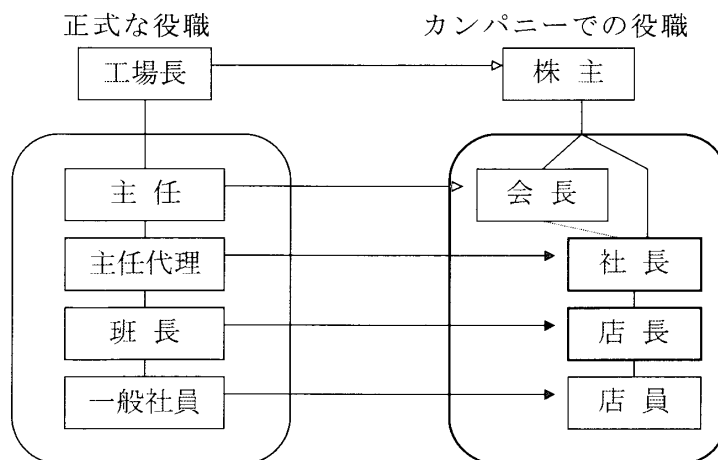 正式な役職
カンパニーでの役職
工場長
株主
主任
会長
主任代理
社長
班長
店長
一般社員
店員